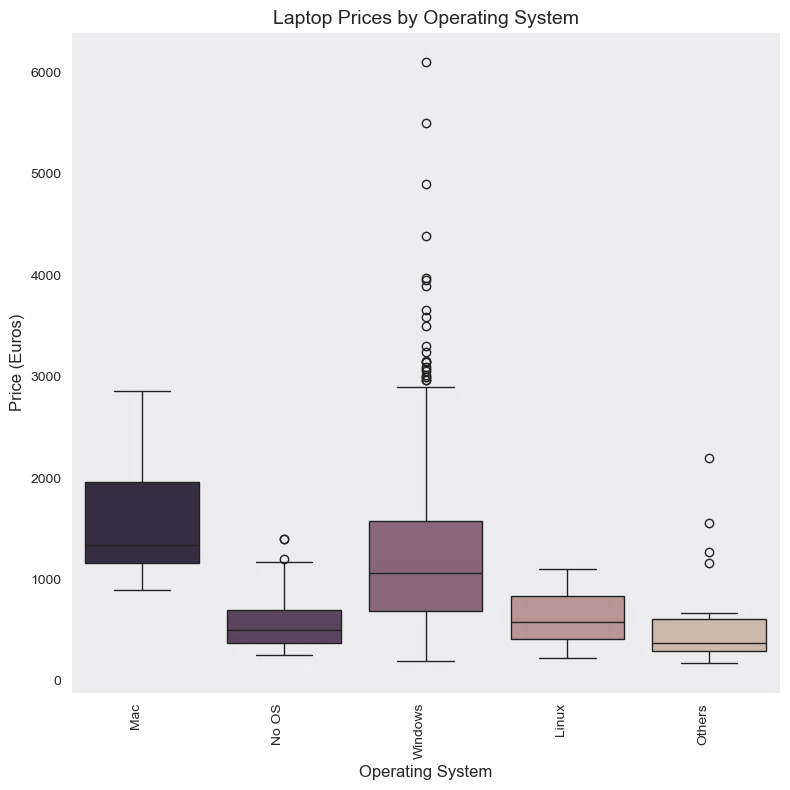 Laptop Prices by Operating System
Price (Euros)
6000
5000
4000
3000
2000
1000
0
Mac
No OS
Windows
Linux
Others
Operating System